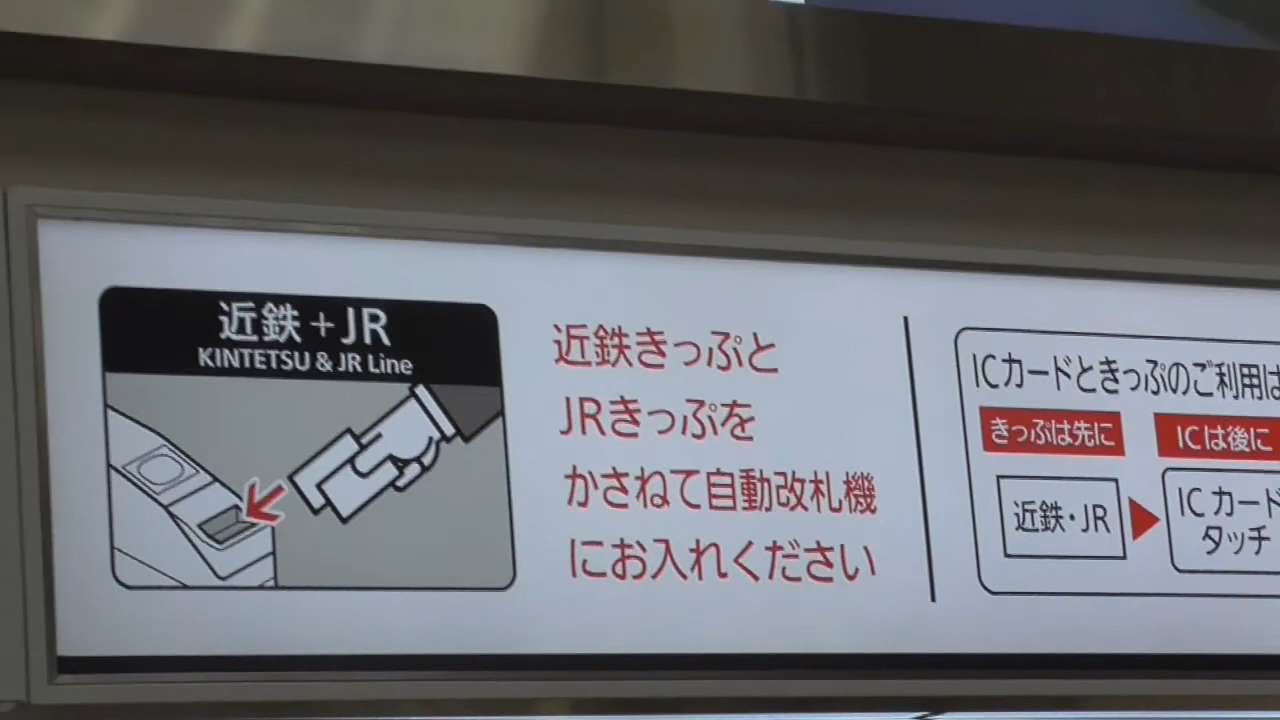 近鉄+JR
KINTETSU & JR Line
近鉄きっぷと
JRきっぷを
かさねて自動改札機
にお入れください
ICカードときっぷのご利用は
きっぷは先に
ICは後に
近鉄・JR
ICカード
タッチ